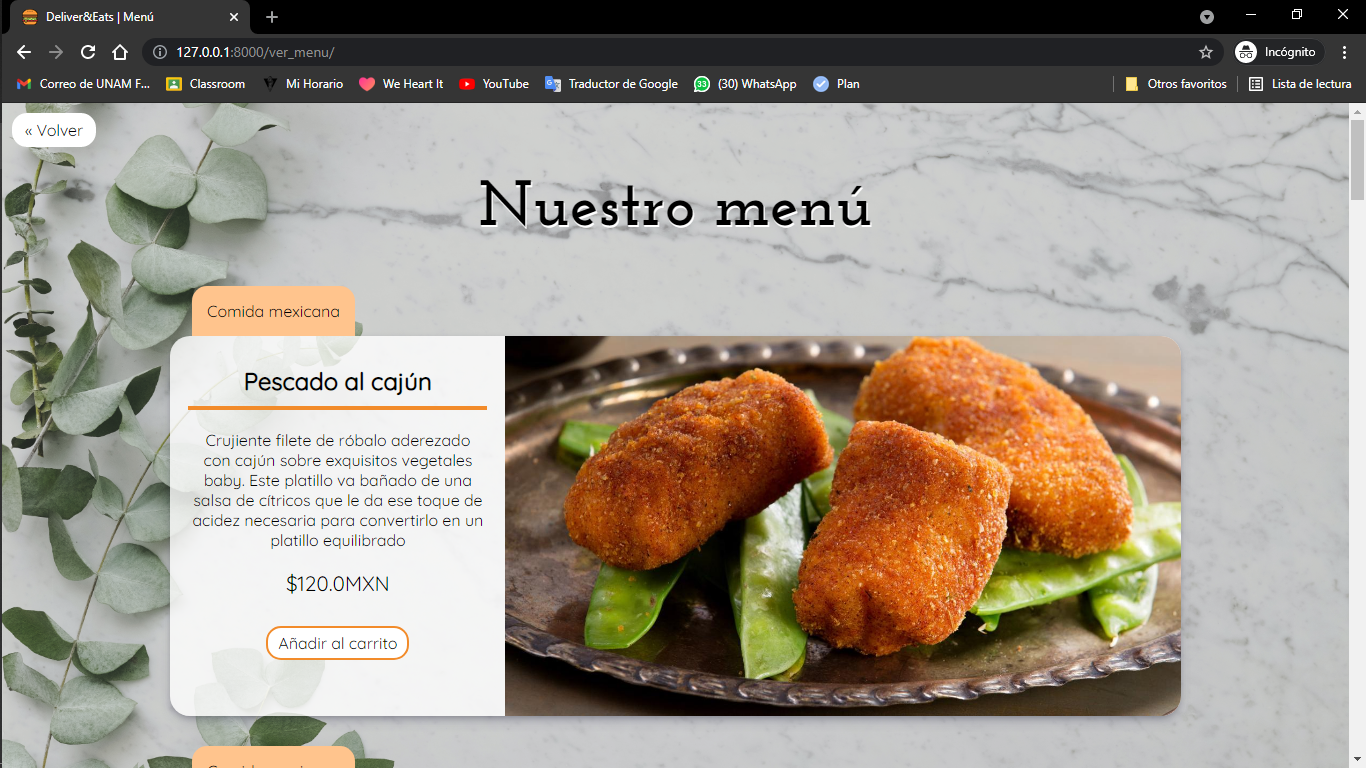 Deliver&Eats | Menú
127.0.0.1:8000/ver_menu/
Incógnito
Correo de UNAM F...
Classroom
Mi Horario
We Heart It
YouTube
Traductor de Google
33
(30) WhatsApp
Plan
Otros favoritos
Lista de lectura
« Volver
Nuestro menú
Comida mexicana
Pescado al cajún
Crujiente filete de róbalo aderezado
con cajún sobre exquisitos vegetales
baby. Este platillo va bañado de una
salsa de cítricos que le da ese toque de
acidez necesaria para convertirlo en un
platillo equilibrado
$120.0MXN
Añadir al carrito